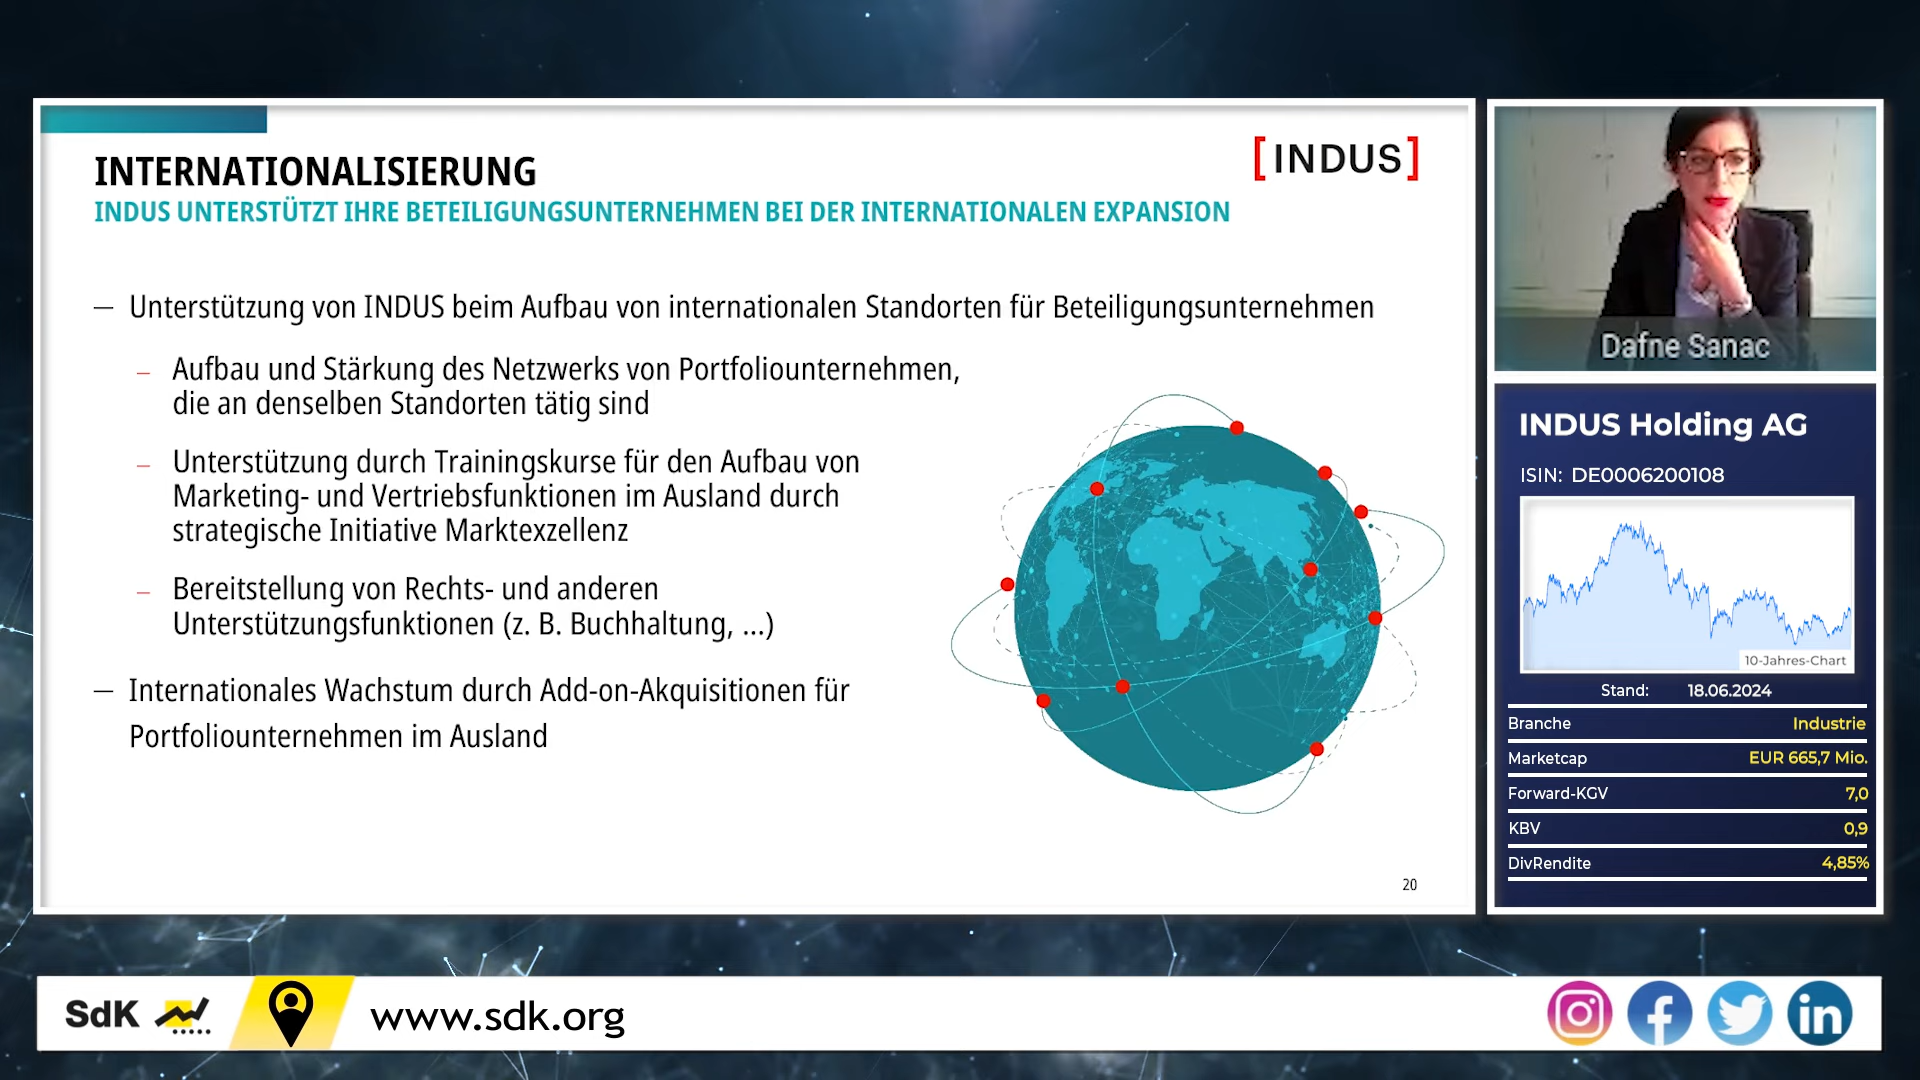 INTERNATIONALISIERUNG
[INDUS]
INDUS UNTERSTÜTZT IHRE BETEILIGUNGSUNTERNEHMEN BEI DER INTERNATIONALEN EXPANSION
— Unterstützung von INDUS beim Aufbau von internationalen Standorten für Beteiligungsunternehmen
– Aufbau und Stärkung des Netzwerks von Portfoliounternehmen,
die an denselben Standorten tätig sind
– Unterstützung durch Trainingskurse für den Aufbau von
Marketing- und Vertriebsfunktionen im Ausland durch
strategische Initiative Marktexzellenz
– Bereitstellung von Rechts- und anderen
Unterstützungsfunktionen (z. B. Buchhaltung, ...)
— Internationales Wachstum durch Add-on-Akquisitionen für
Portfoliounternehmen im Ausland
20
Dafne Sanac
INDUS Holding AG
ISIN: DE0006200108
10-Jahres-Chart
Stand: 18.06.2024
Branche Industrie
Marketcap EUR 665,7 Mio.
Forward-KGV 7,0
KBV 0,9
DivRendite 4,85%
SdK
www.sdk.org